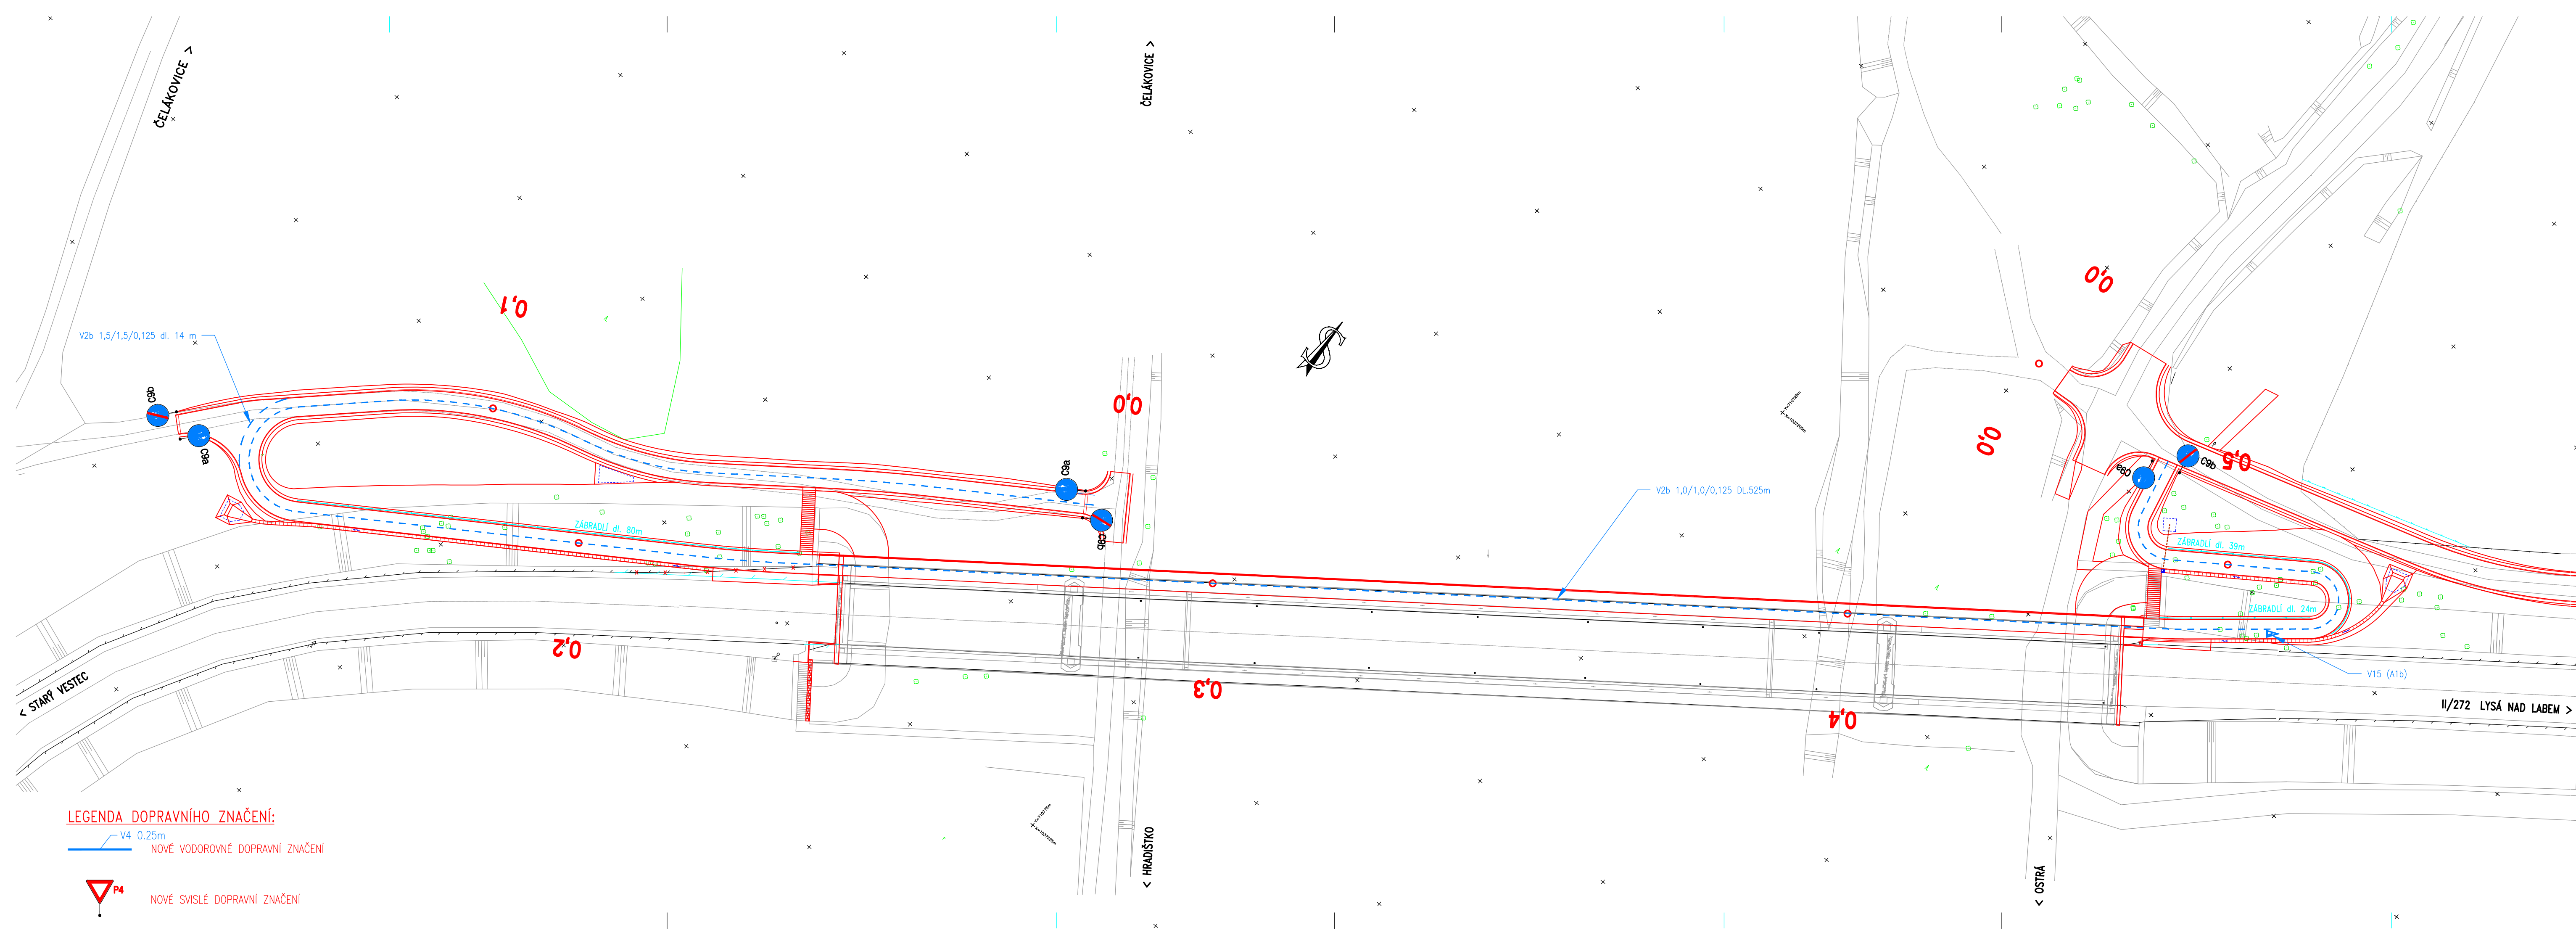 ČELÁKOVICE >
ČELÁKOVICE >
0,0
0,1
V2b 1,5/1,5/0,125 dl. 14 m
C9b
0,0
0,0
C9a
C9a
C9a
C9b
0,5
V2b 1,0/1,0/0,125 DL.525m
ZÁBRADLÍ dl. 80m
C9b
ZÁBRADLÍ dl. 39m
ZÁBRADLÍ dl. 24m
0,2
V15 (A1b)
< STARÝ VESTEC
0,3
0,4
II/272 LYSÁ NAD LABEM >
LEGENDA DOPRAVNÍHO ZNAČENÍ:
V4 0.25m
NOVÉ VODOROVNÉ DOPRAVNÍ ZNAČENÍ
< HRADIŠTKO
< OSTRÁ
P4
NOVÉ SVISLÉ DOPRAVNÍ ZNAČENÍ